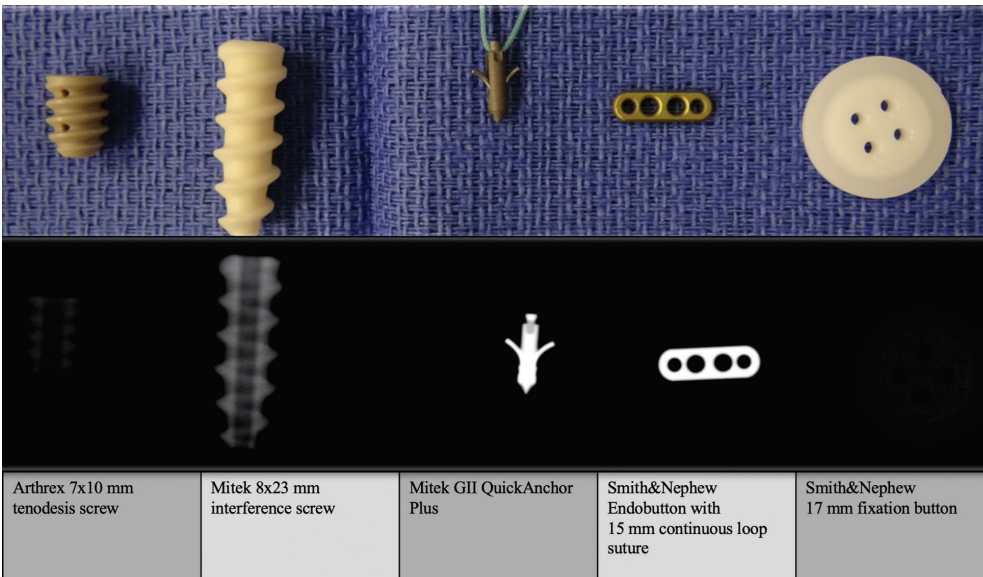 Arthrex 7x10 mm
tenodesis screw
Mitek 8x23 mm
interference screw
Mitek GII QuickAnchor
Plus
Smith&Nephew
Endobutton with
15 mm continuous loop
suture
Smith&Nephew
17 mm fixation button